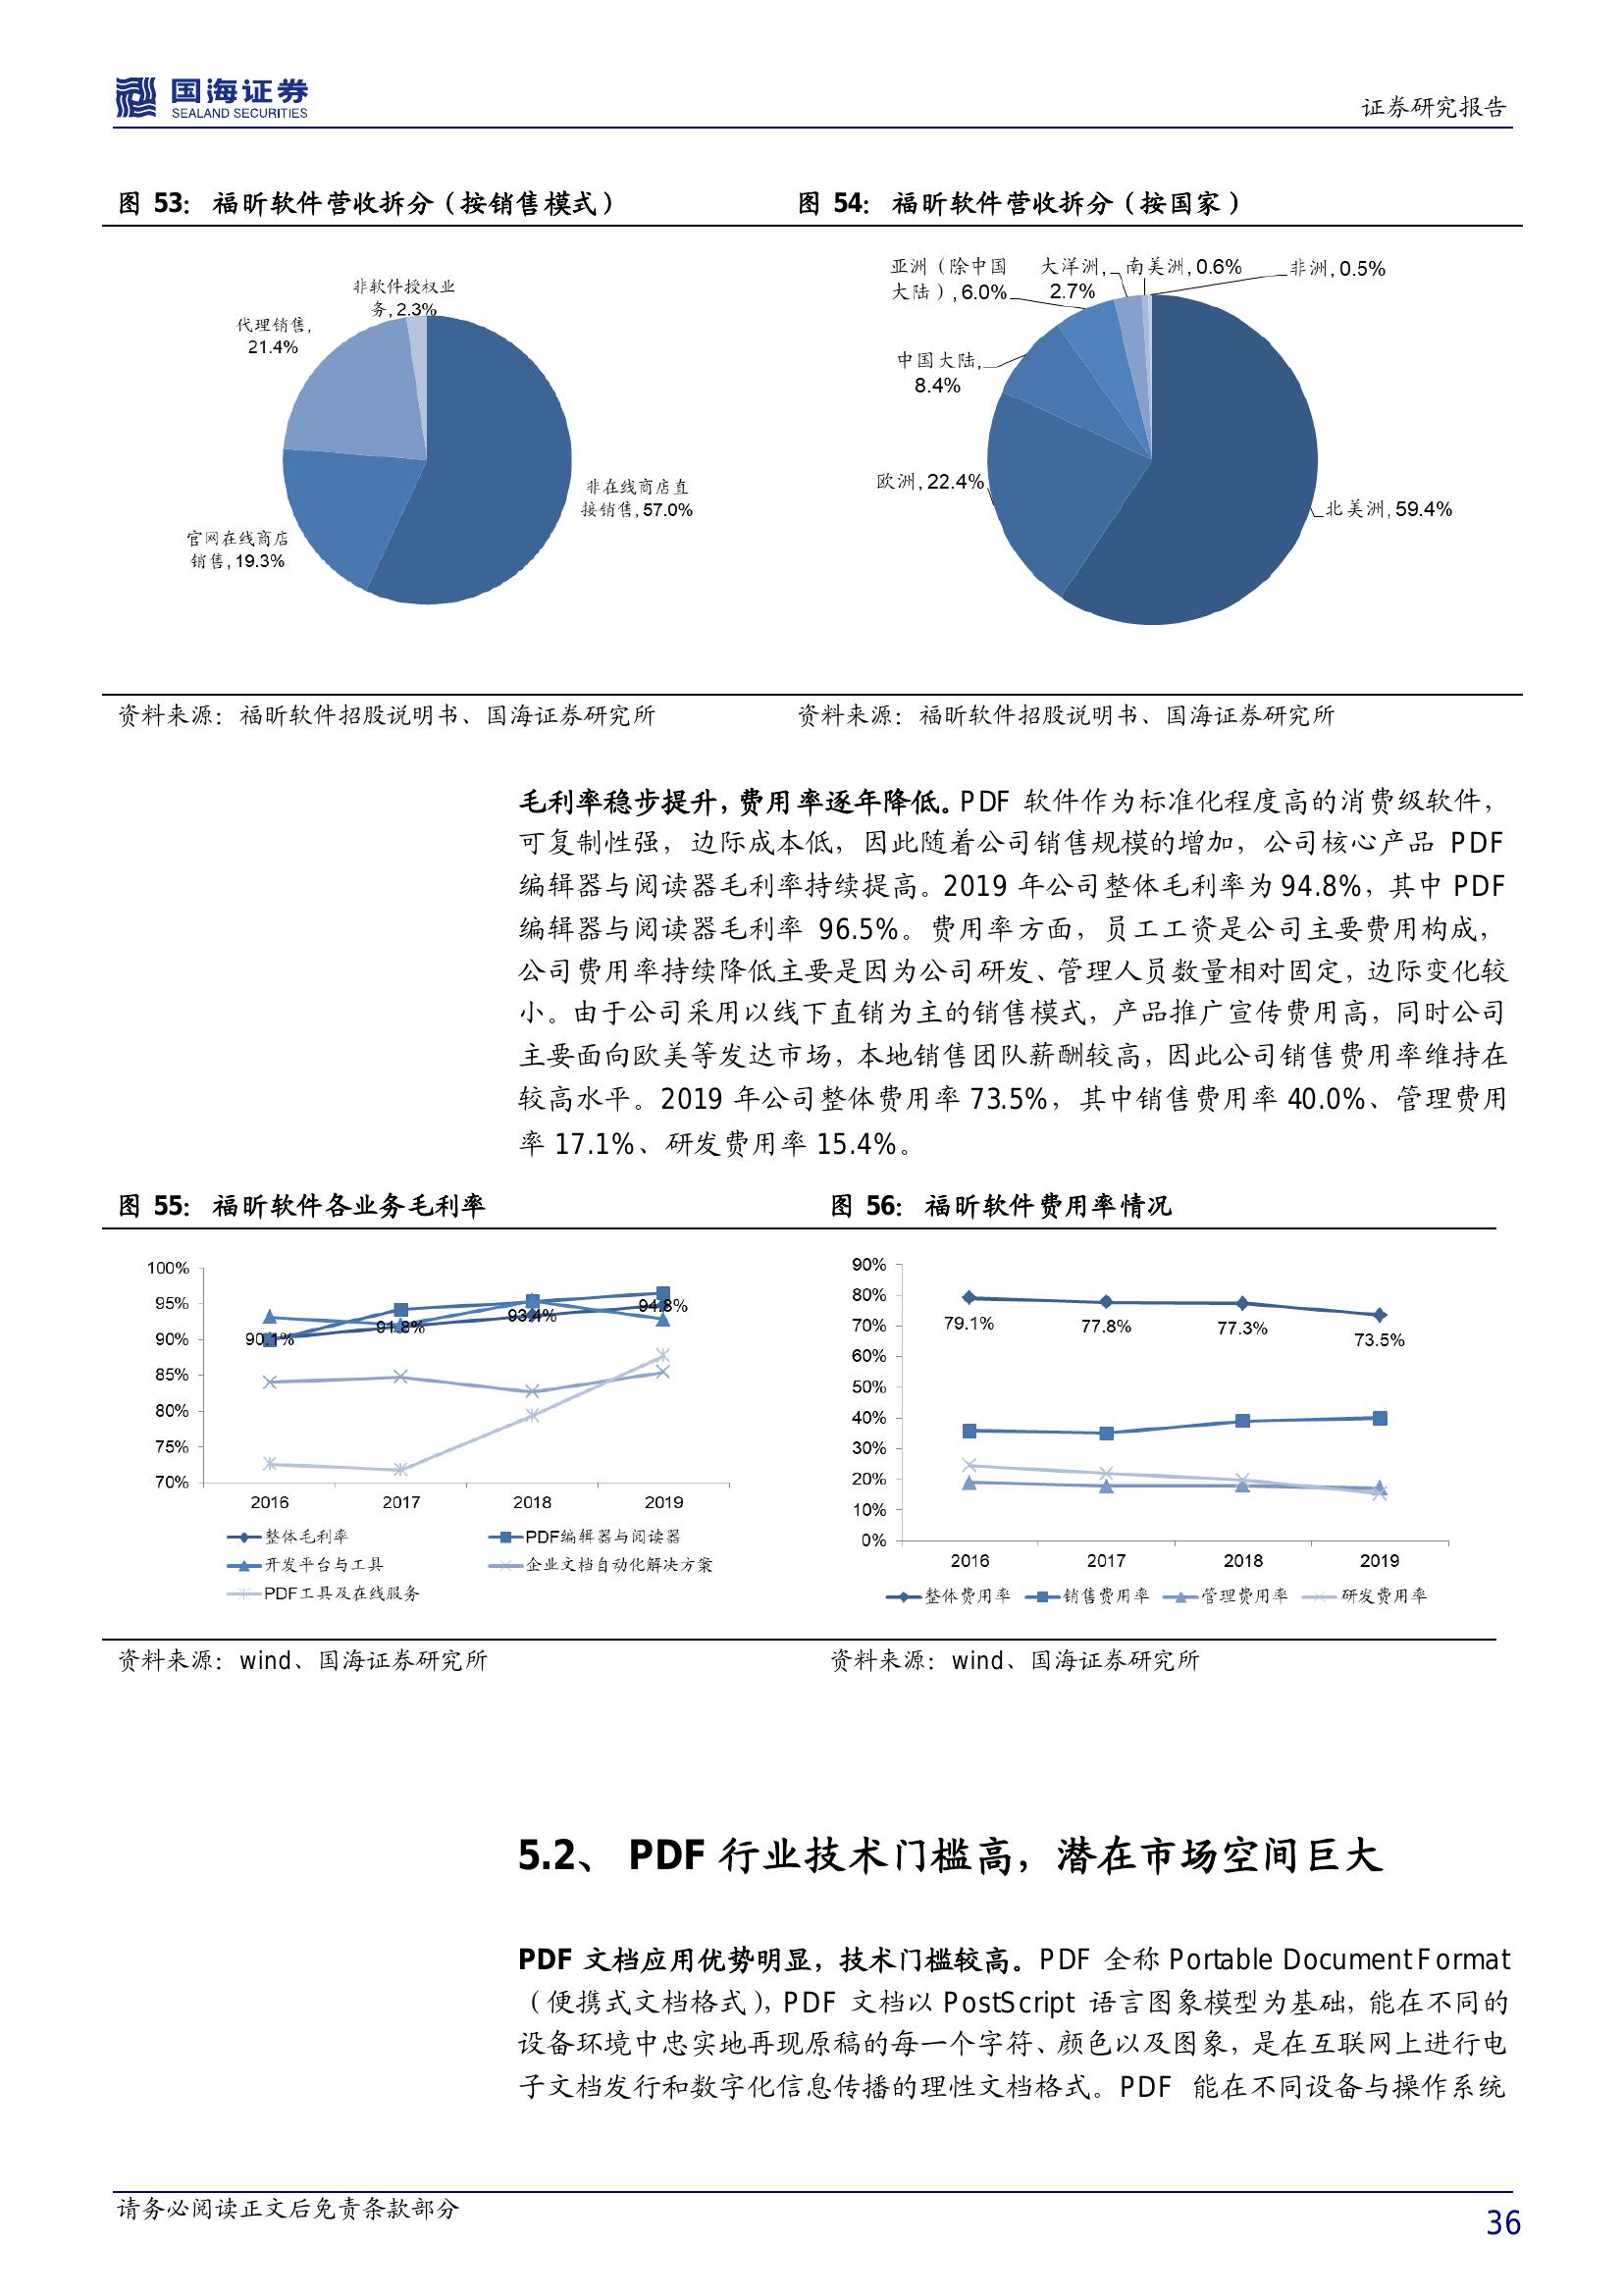 国海证券
SEALAND SECURITIES
证券研究报告
图 53：福昕软件营收拆分（按销售模式）
图 54：福昕软件营收拆分（按国家）
非软件授权业
务, 2.3%
代理销售,
21.4%
非在线商店直
接销售, 57.0%
官网在线商店
销售, 19.3%
亚洲（除中国
大陆）, 6.0%
大洋洲,
2.7%
南美洲, 0.6%
非洲, 0.5%
中国大陆,
8.4%
欧洲, 22.4%
北美洲, 59.4%
资料来源：福昕软件招股说明书、国海证券研究所
资料来源：福昕软件招股说明书、国海证券研究所
毛利率稳步提升，费用率逐年降低。PDF 软件作为标准化程度高的消费级软件，
可复制性强，边际成本低，因此随着公司销售规模的增加，公司核心产品 PDF
编辑器与阅读器毛利率持续提高。2019 年公司整体毛利率为 94.8%，其中 PDF
编辑器与阅读器毛利率 96.5%。费用率方面，员工工资是公司主要费用构成，
公司费用率持续降低主要是因为公司研发、管理人员数量相对固定，边际变化较
小。由于公司采用以线下直销为主的销售模式，产品推广宣传费用高，同时公司
主要面向欧美等发达市场，本地销售团队薪酬较高，因此公司销售费用率维持在
较高水平。2019 年公司整体费用率 73.5%，其中销售费用率 40.0%、管理费用
率 17.1%、研发费用率 15.4%。
图 55：福昕软件各业务毛利率
图 56：福昕软件费用率情况
100%
95%
90%
85%
80%
75%
70%
90.1%
91.8%
93.4%
94.8%
2016
2017
2018
2019
整体毛利率
PDF编辑器与阅读器
开发平台与工具
企业文档自动化解决方案
PDF工具及在线服务
90%
80%
70%
60%
50%
40%
30%
20%
10%
0%
79.1%
77.8%
77.3%
73.5%
2016
2017
2018
2019
整体费用率
销售费用率
管理费用率
研发费用率
资料来源：wind、国海证券研究所
资料来源：wind、国海证券研究所
5.2、 PDF 行业技术门槛高，潜在市场空间巨大
PDF 文档应用优势明显，技术门槛较高。PDF 全称 Portable Document Format
（便携式文档格式），PDF 文档以 PostScript 语言图象模型为基础，能在不同的
设备环境中忠实地再现原稿的每一个字符、颜色以及图象，是在互联网上进行电
子文档发行和数字化信息传播的理性文档格式。PDF 能在不同设备与操作系统
请务必阅读正文后免责条款部分
36